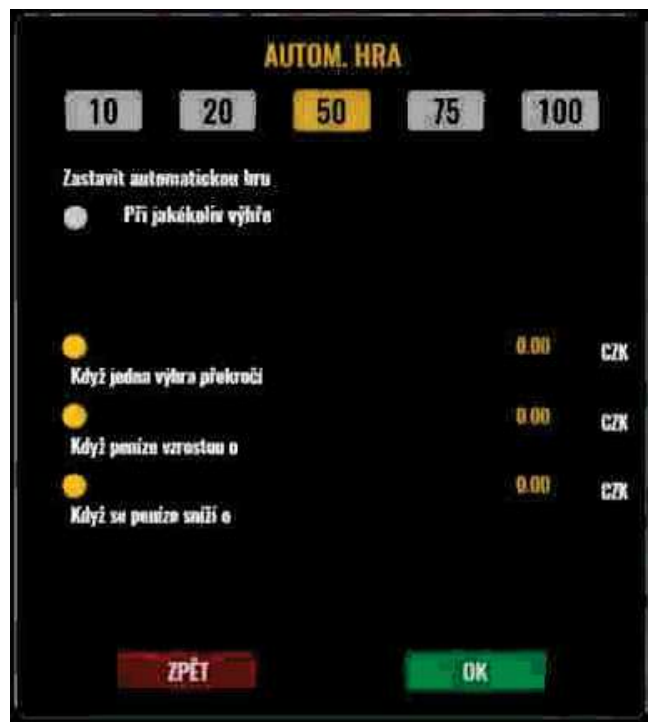 AUTOM. HRA
10 20 50 75 100
Zastavit automatickou hru
Při jakékoliv výhře
0.00 CZK
Když jedna výhra překročí
0.00 CZK
Když peníze vzrostou o
0.00 CZK
Když se peníze sníží o
ZPĚT OK